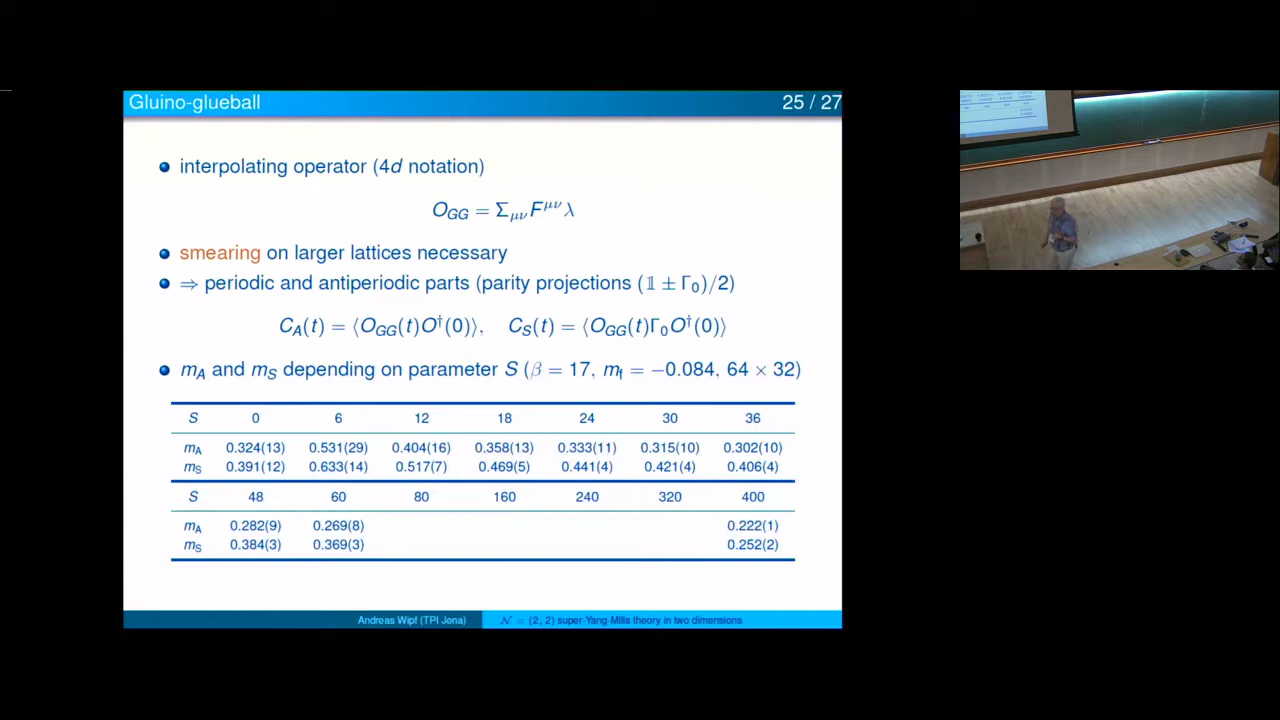 Gluino-glueball 25 / 27
interpolating operator (4d notation)
O_GG = Σ_μν F^μν λ
smearing on larger lattices necessary
⇒ periodic and antiperiodic parts (parity projections (𝟙 ± Γ₀)/2)
C_A(t) = ⟨O_GG(t)O†(0)⟩, C_S(t) = ⟨O_GG(t)Γ₀O†(0)⟩
m_A and m_S depending on parameter S (β = 17, m_f = −0.084, 64 × 32)
S 0 6 12 18 24 30 36
m_A 0.324(13) 0.531(29) 0.404(16) 0.358(13) 0.333(11) 0.315(10) 0.302(10)
m_S 0.391(12) 0.633(14) 0.517(7) 0.469(5) 0.441(4) 0.421(4) 0.406(4)
S 48 60 80 160 240 320 400
m_A 0.282(9) 0.269(8) 0.222(1)
m_S 0.384(3) 0.369(3) 0.252(2)
Andreas Wipf (TPI Jena) 𝒩 = (2, 2) super-Yang-Mills theory in two dimensions